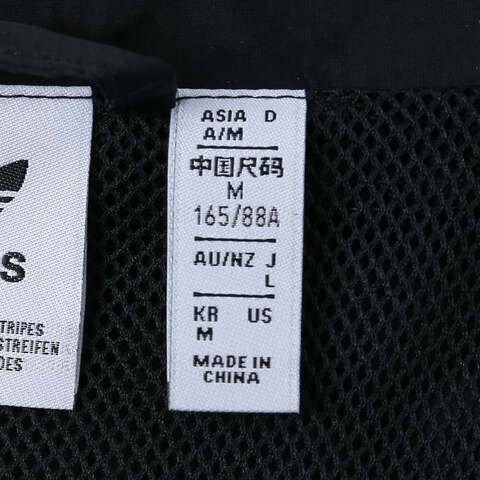 ASIA D
A/M
中国尺码
M
165/88A
AU/NZ J
L
KR US
M
MADE IN
CHINA
S
TRIPES
STREIFEN
DES